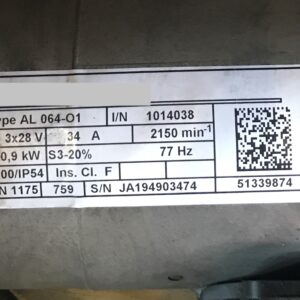 ype AL 064-O1 I/N 1014038
3x28 V 34 A 2150 min-1
0,9 kW S3-20% 77 Hz
00/IP54 Ins. Cl. F
N 1175 759 S/N JA194903474 51339874